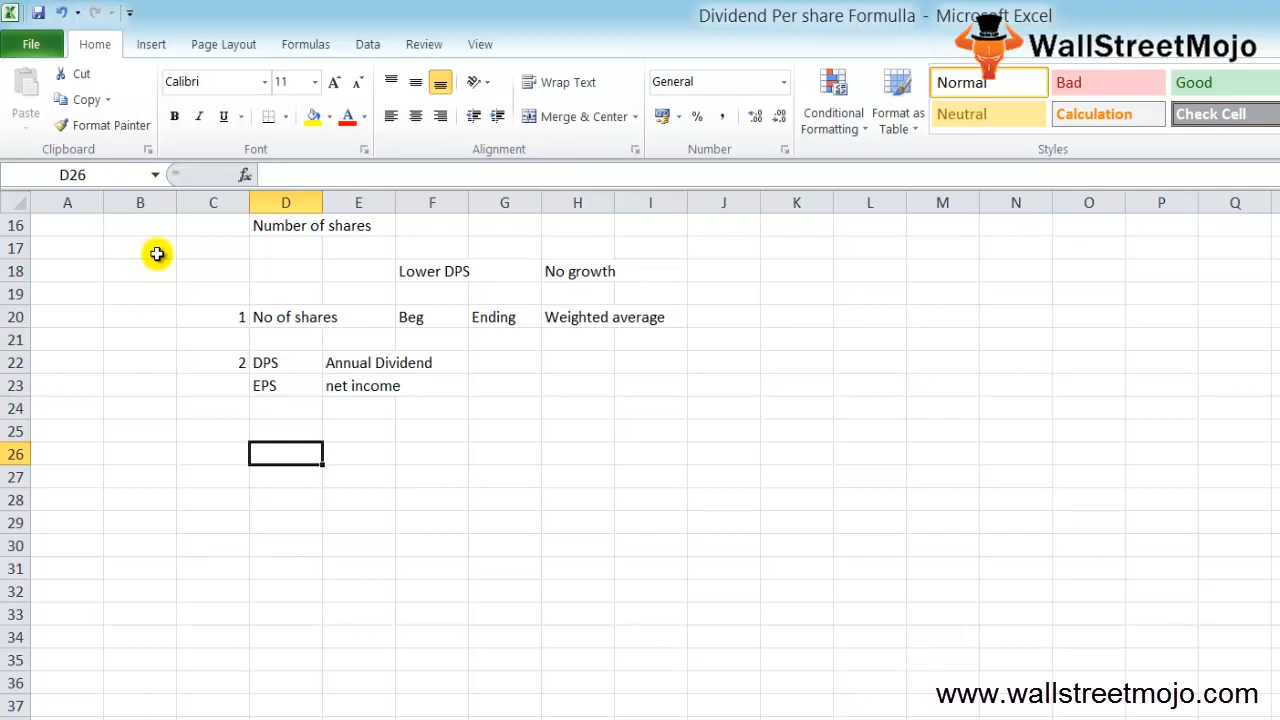 Dividend Per share Formulla - Microsoft Excel
WallStreetMojo
File Home Insert Page Layout Formulas Data Review View
Cut
Copy
Format Painter
Paste
Clipboard
Calibri 11
Font
Wrap Text
Merge & Center
Alignment
General
Number
Conditional Formatting
Format as Table
Normal Bad Good
Neutral Calculation Check Cell
Styles
D26 fx
A B C D E F G H I J K L M N O P Q
16 Number of shares
17
18 Lower DPS No growth
19
20 1 No of shares Beg Ending Weighted average
21
22 2 DPS Annual Dividend
23 EPS net income
24
25
26
27
28
29
30
31
32
33
34
35
36
37
www.wallstreetmojo.com